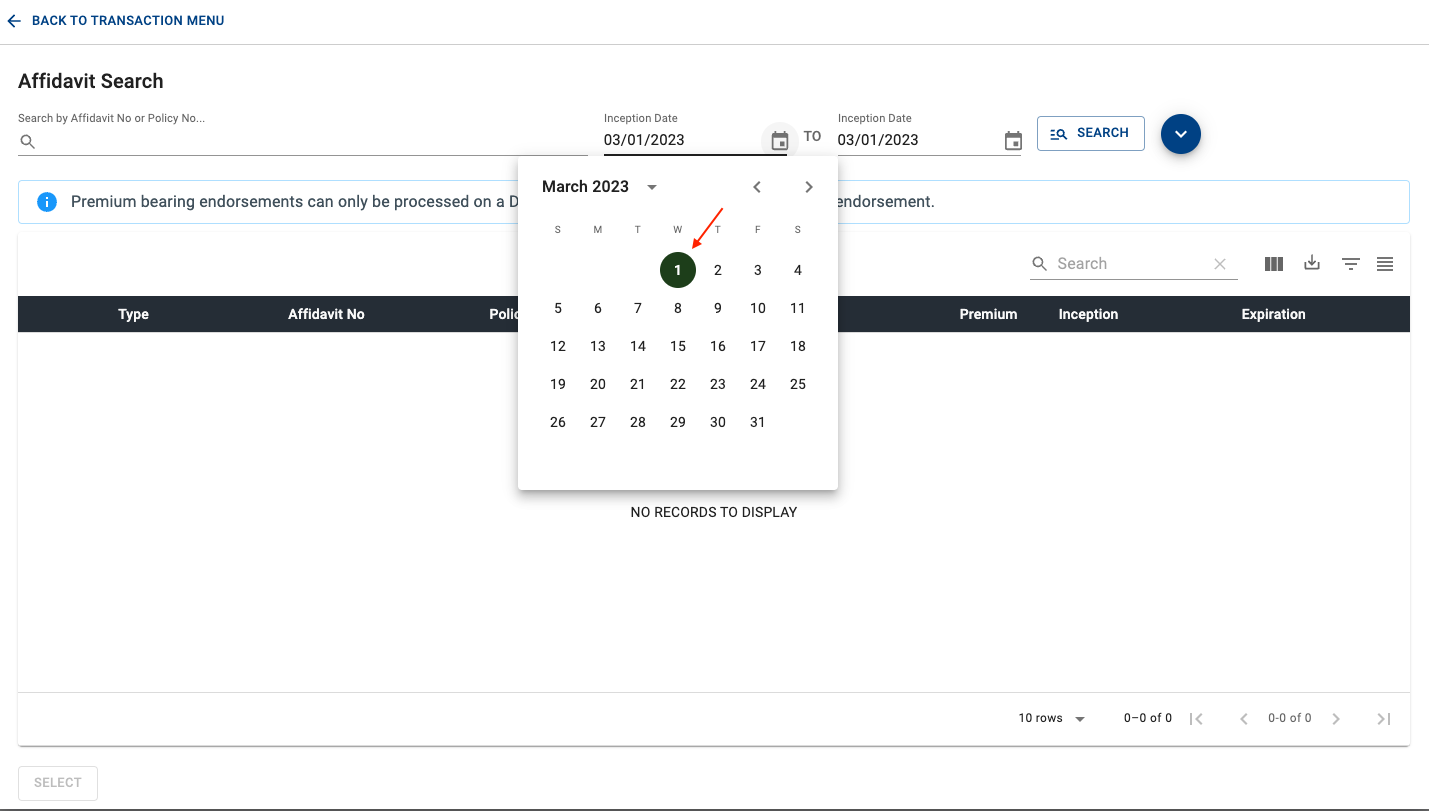 BACK TO TRANSACTION MENU
Affidavit Search
Search by Affidavit No or Policy No...
Inception Date
03/01/2023
TO
Inception Date
03/01/2023
SEARCH
Premium bearing endorsements can only be processed on a D
endorsement.
March 2023
S M T W T F S
1 2 3 4
5 6 7 8 9 10 11
12 13 14 15 16 17 18
19 20 21 22 23 24 25
26 27 28 29 30 31
Search
Type Affidavit No Polic Premium Inception Expiration
NO RECORDS TO DISPLAY
10 rows 0–0 of 0 0-0 of 0
SELECT